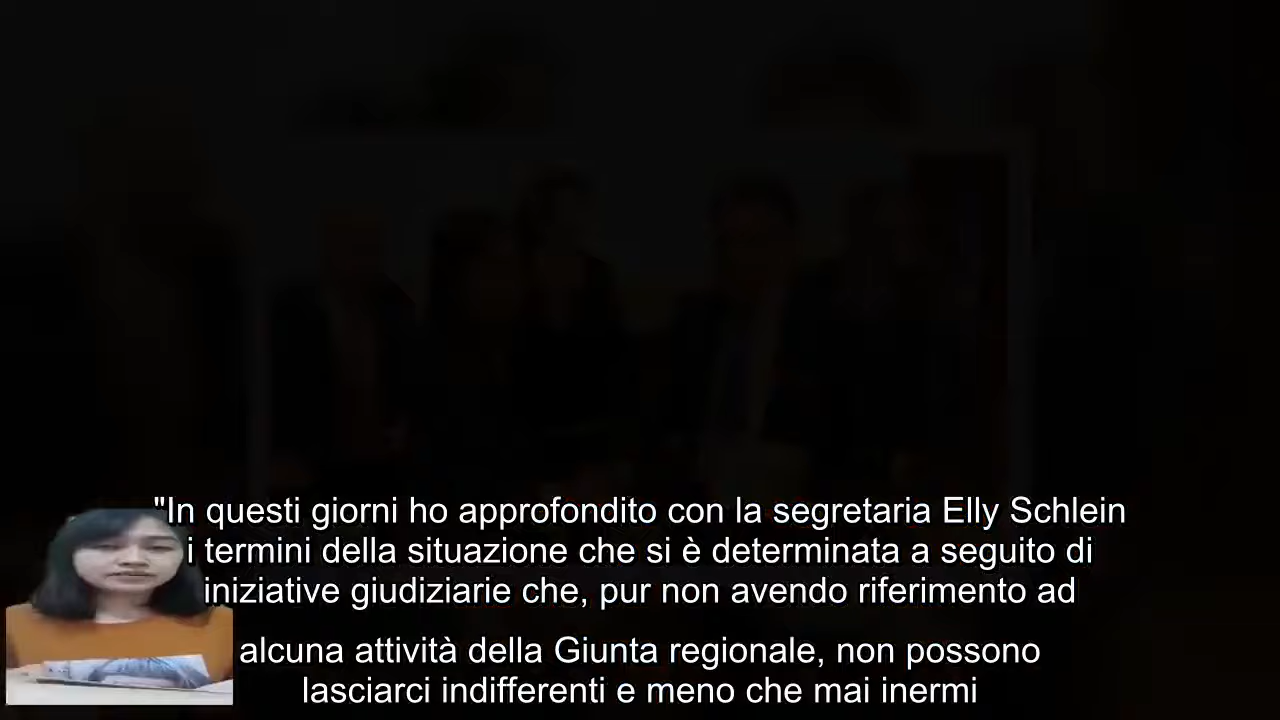 "In questi giorni ho approfondito con la segretaria Elly Schlein
i termini della situazione che si è determinata a seguito di
iniziative giudiziarie che, pur non avendo riferimento ad
alcuna attività della Giunta regionale, non possono
lasciarci indifferenti e meno che mai inermi